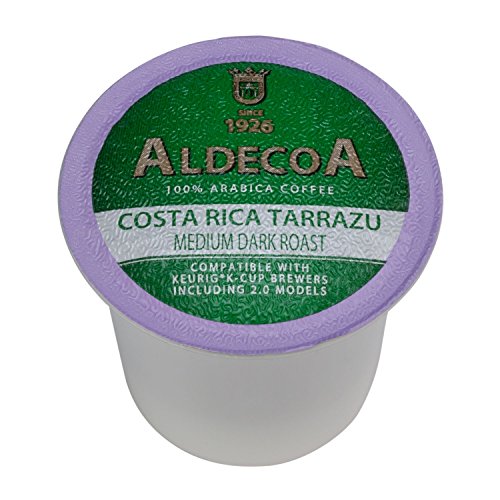 SINCE
1926
ALDECOA
100% ARABICA COFFEE
COSTA RICA TARRAZU
MEDIUM DARK ROAST
COMPATIBLE WITH
KEURIG®K-CUP BREWERS
INCLUDING 2.0 MODELS